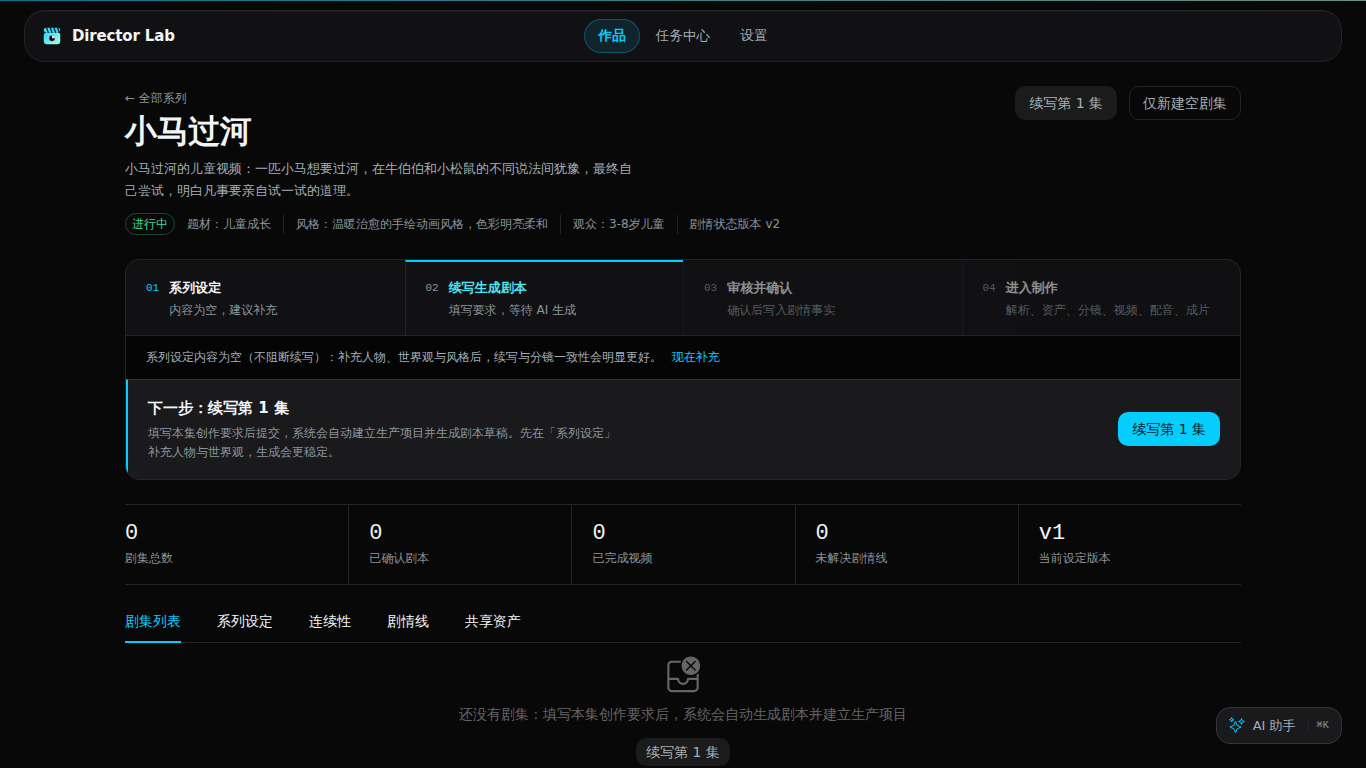 Director Lab
作品
任务中心
设置
← 全部系列
续写第 1 集
仅新建空剧集
小马过河
小马过河的儿童视频：一匹小马想要过河，在牛伯伯和小松鼠的不同说法间犹豫，最终自
己尝试，明白凡事要亲自试一试的道理。
进行中
题材：儿童成长
风格：温暖治愈的手绘动画风格，色彩明亮柔和
观众：3-8岁儿童
剧情状态版本 v2
01 系列设定
内容为空，建议补充
02 续写生成剧本
填写要求，等待 AI 生成
03 审核并确认
确认后写入剧情事实
04 进入制作
解析、资产、分镜、视频、配音、成片
系列设定内容为空（不阻断续写）：补充人物、世界观与风格后，续写与分镜一致性会明显更好。 现在补充
下一步：续写第 1 集
填写本集创作要求后提交，系统会自动建立生产项目并生成剧本草稿。先在「系列设定」
补充人物与世界观，生成会更稳定。
续写第 1 集
0
剧集总数
0
已确认剧本
0
已完成视频
0
未解决剧情线
v1
当前设定版本
剧集列表
系列设定
连续性
剧情线
共享资产
还没有剧集：填写本集创作要求后，系统会自动生成剧本并建立生产项目
续写第 1 集
AI 助手
⌘K